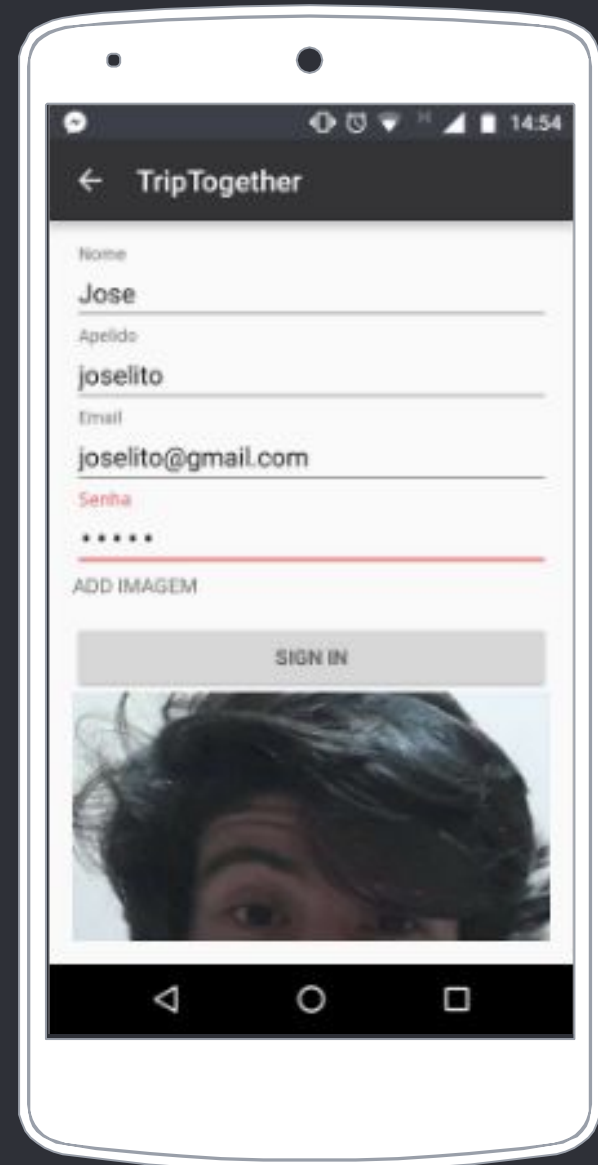 14:54
TripTogether
Nome
Jose
Apelido
joselito
Email
joselito@gmail.com
Senha
•••••
ADD IMAGEM
SIGN IN